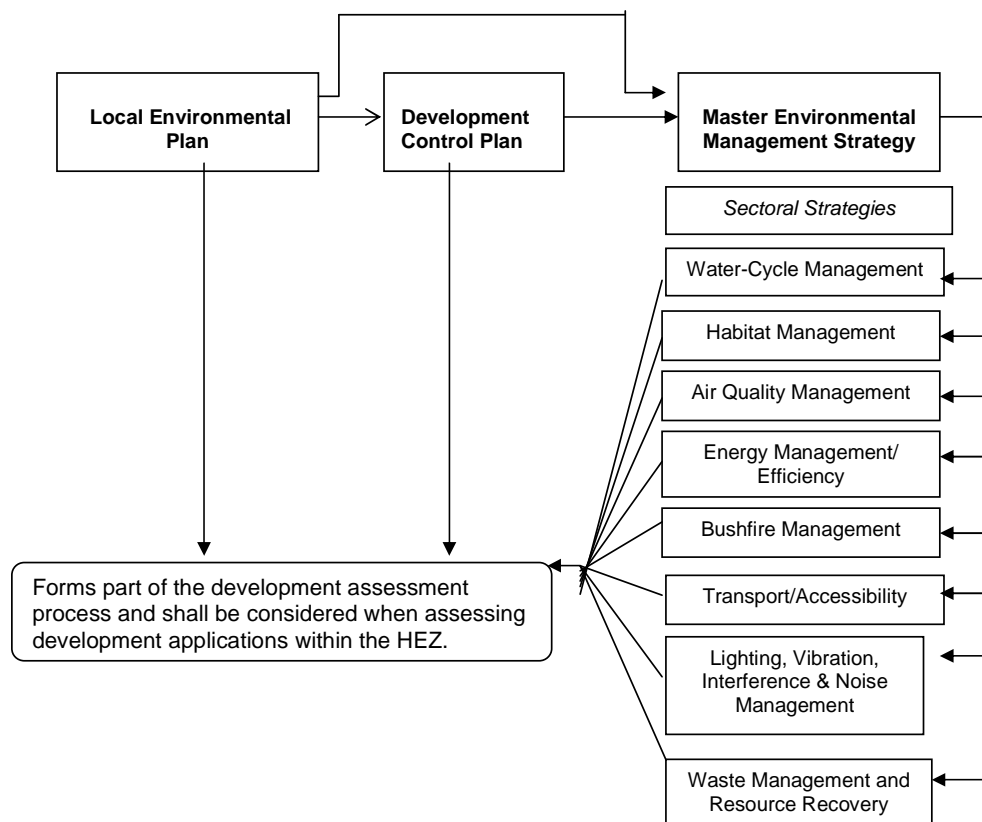 Local Environmental
Plan
Development
Control Plan
Master Environmental
Management Strategy
Sectoral Strategies
Water-Cycle Management
Habitat Management
Air Quality Management
Energy Management/
Efficiency
Bushfire Management
Transport/Accessibility
Lighting, Vibration,
Interference & Noise
Management
Waste Management and
Resource Recovery
Forms part of the development assessment
process and shall be considered when assessing
development applications within the HEZ.